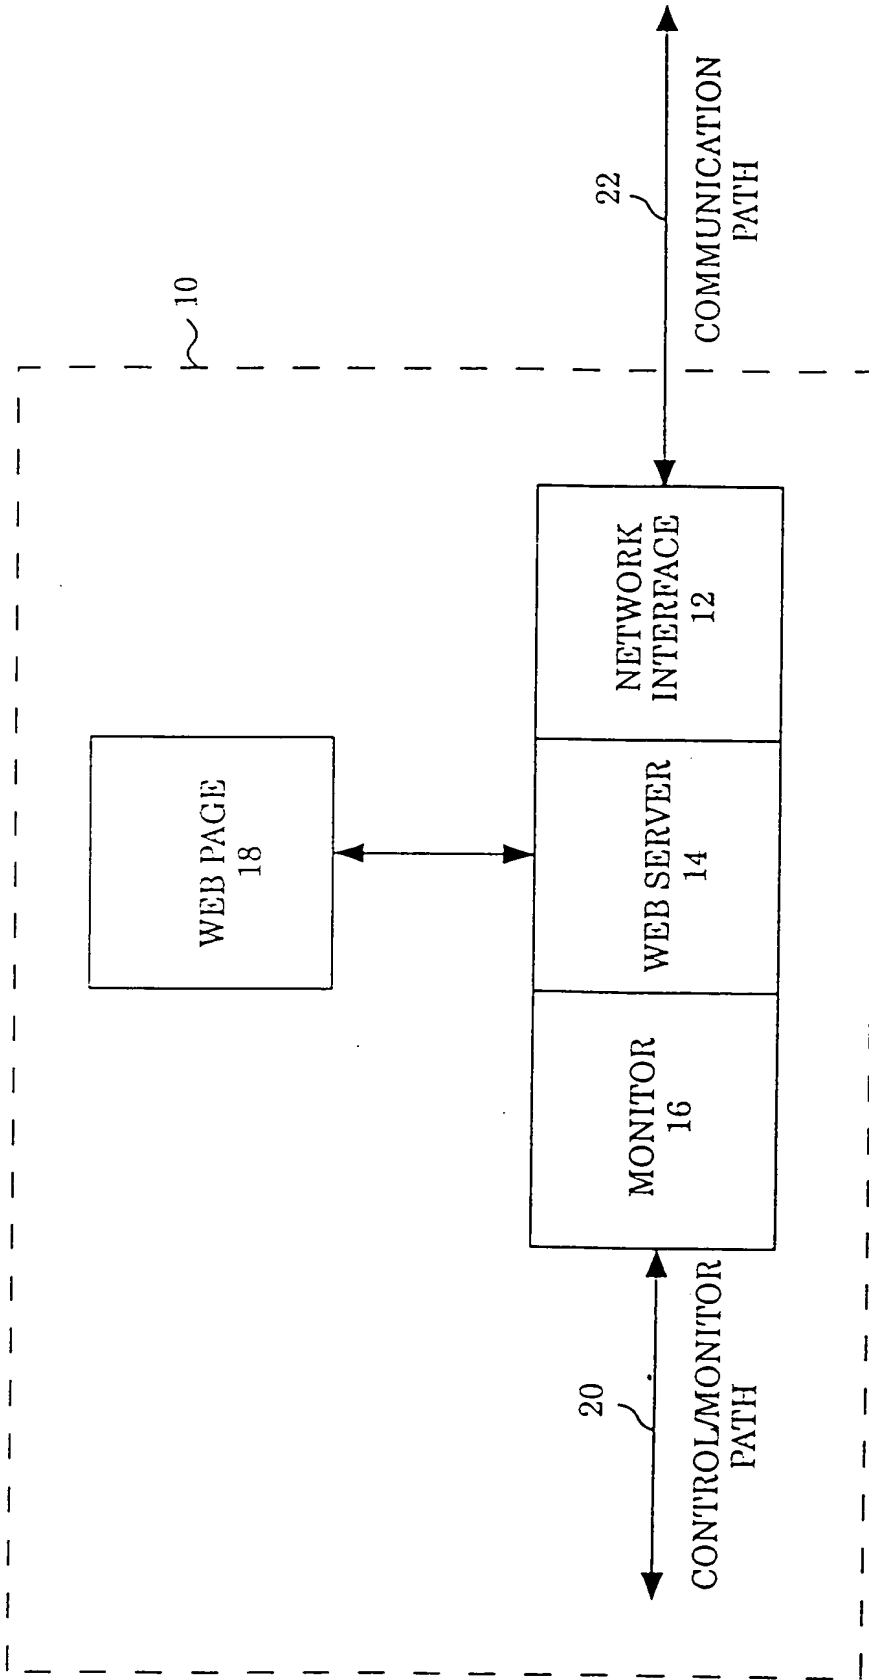 10
WEB PAGE
18
22
COMMUNICATION
PATH
20
CONTROL/MONITOR
PATH
MONITOR
16
WEB SERVER
14
NETWORK
INTERFACE
12